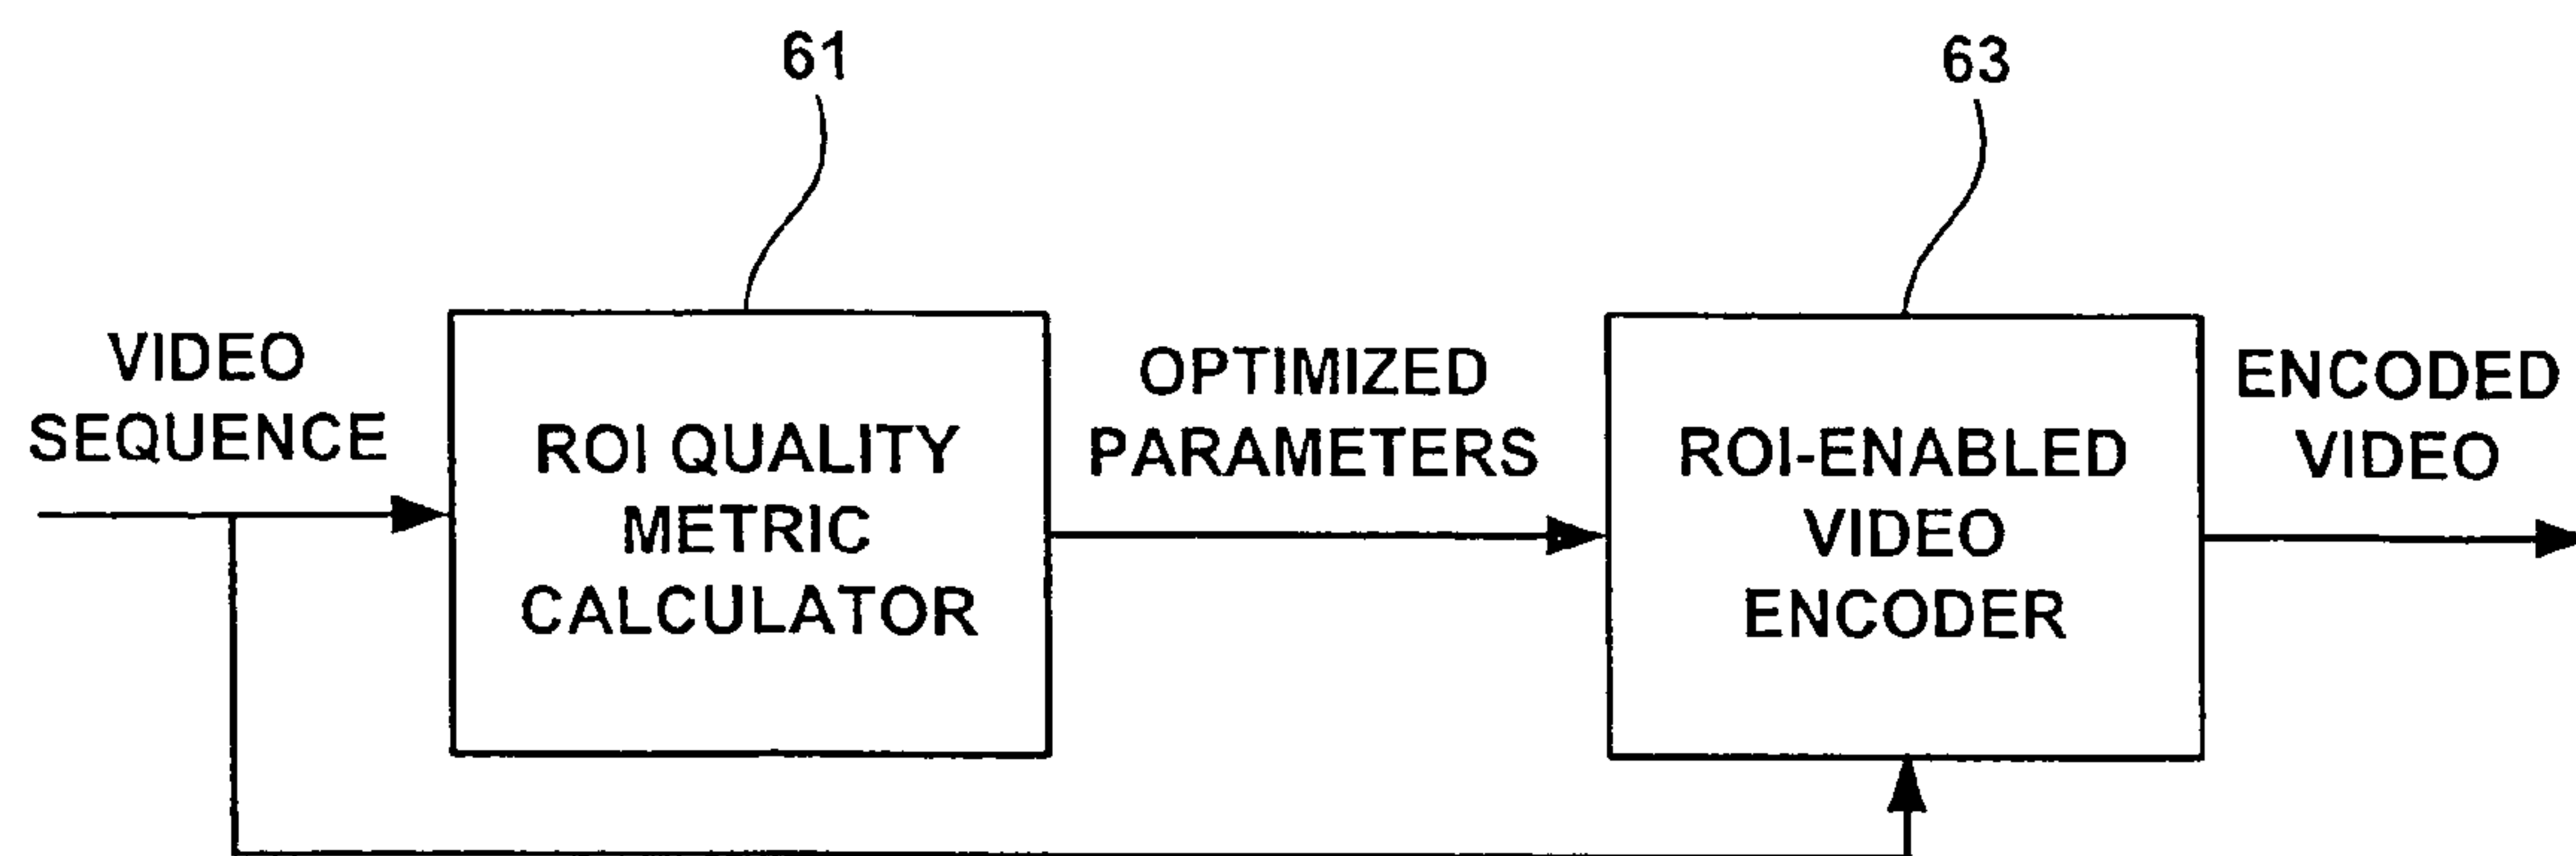 61
63
VIDEO
SEQUENCE
ROI QUALITY
METRIC
CALCULATOR
OPTIMIZED
PARAMETERS
ROI-ENABLED
VIDEO
ENCODER
ENCODED
VIDEO